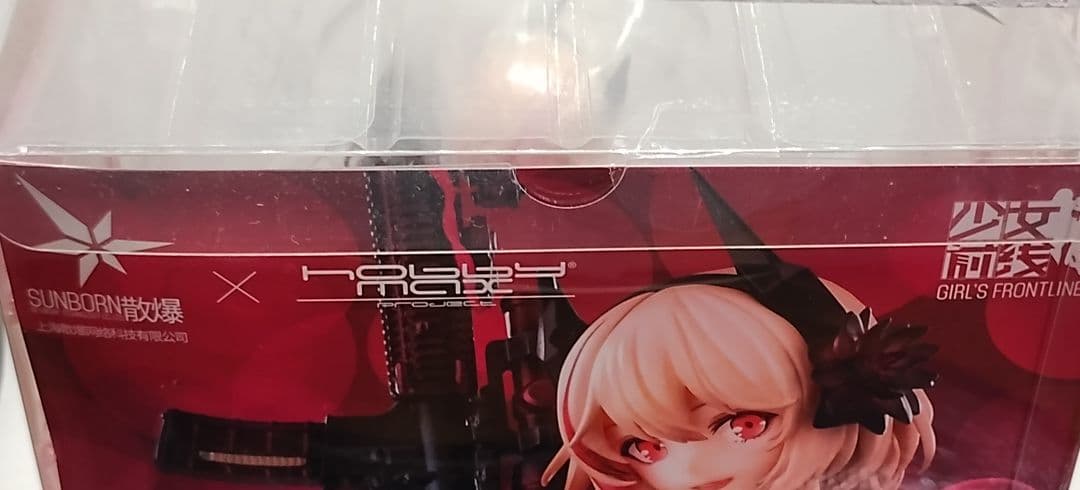 SUNBORN散爆
上海散爆网络科技有限公司
×
hobby
max®
project
少女
前线
GIRL'S FRONTLINE